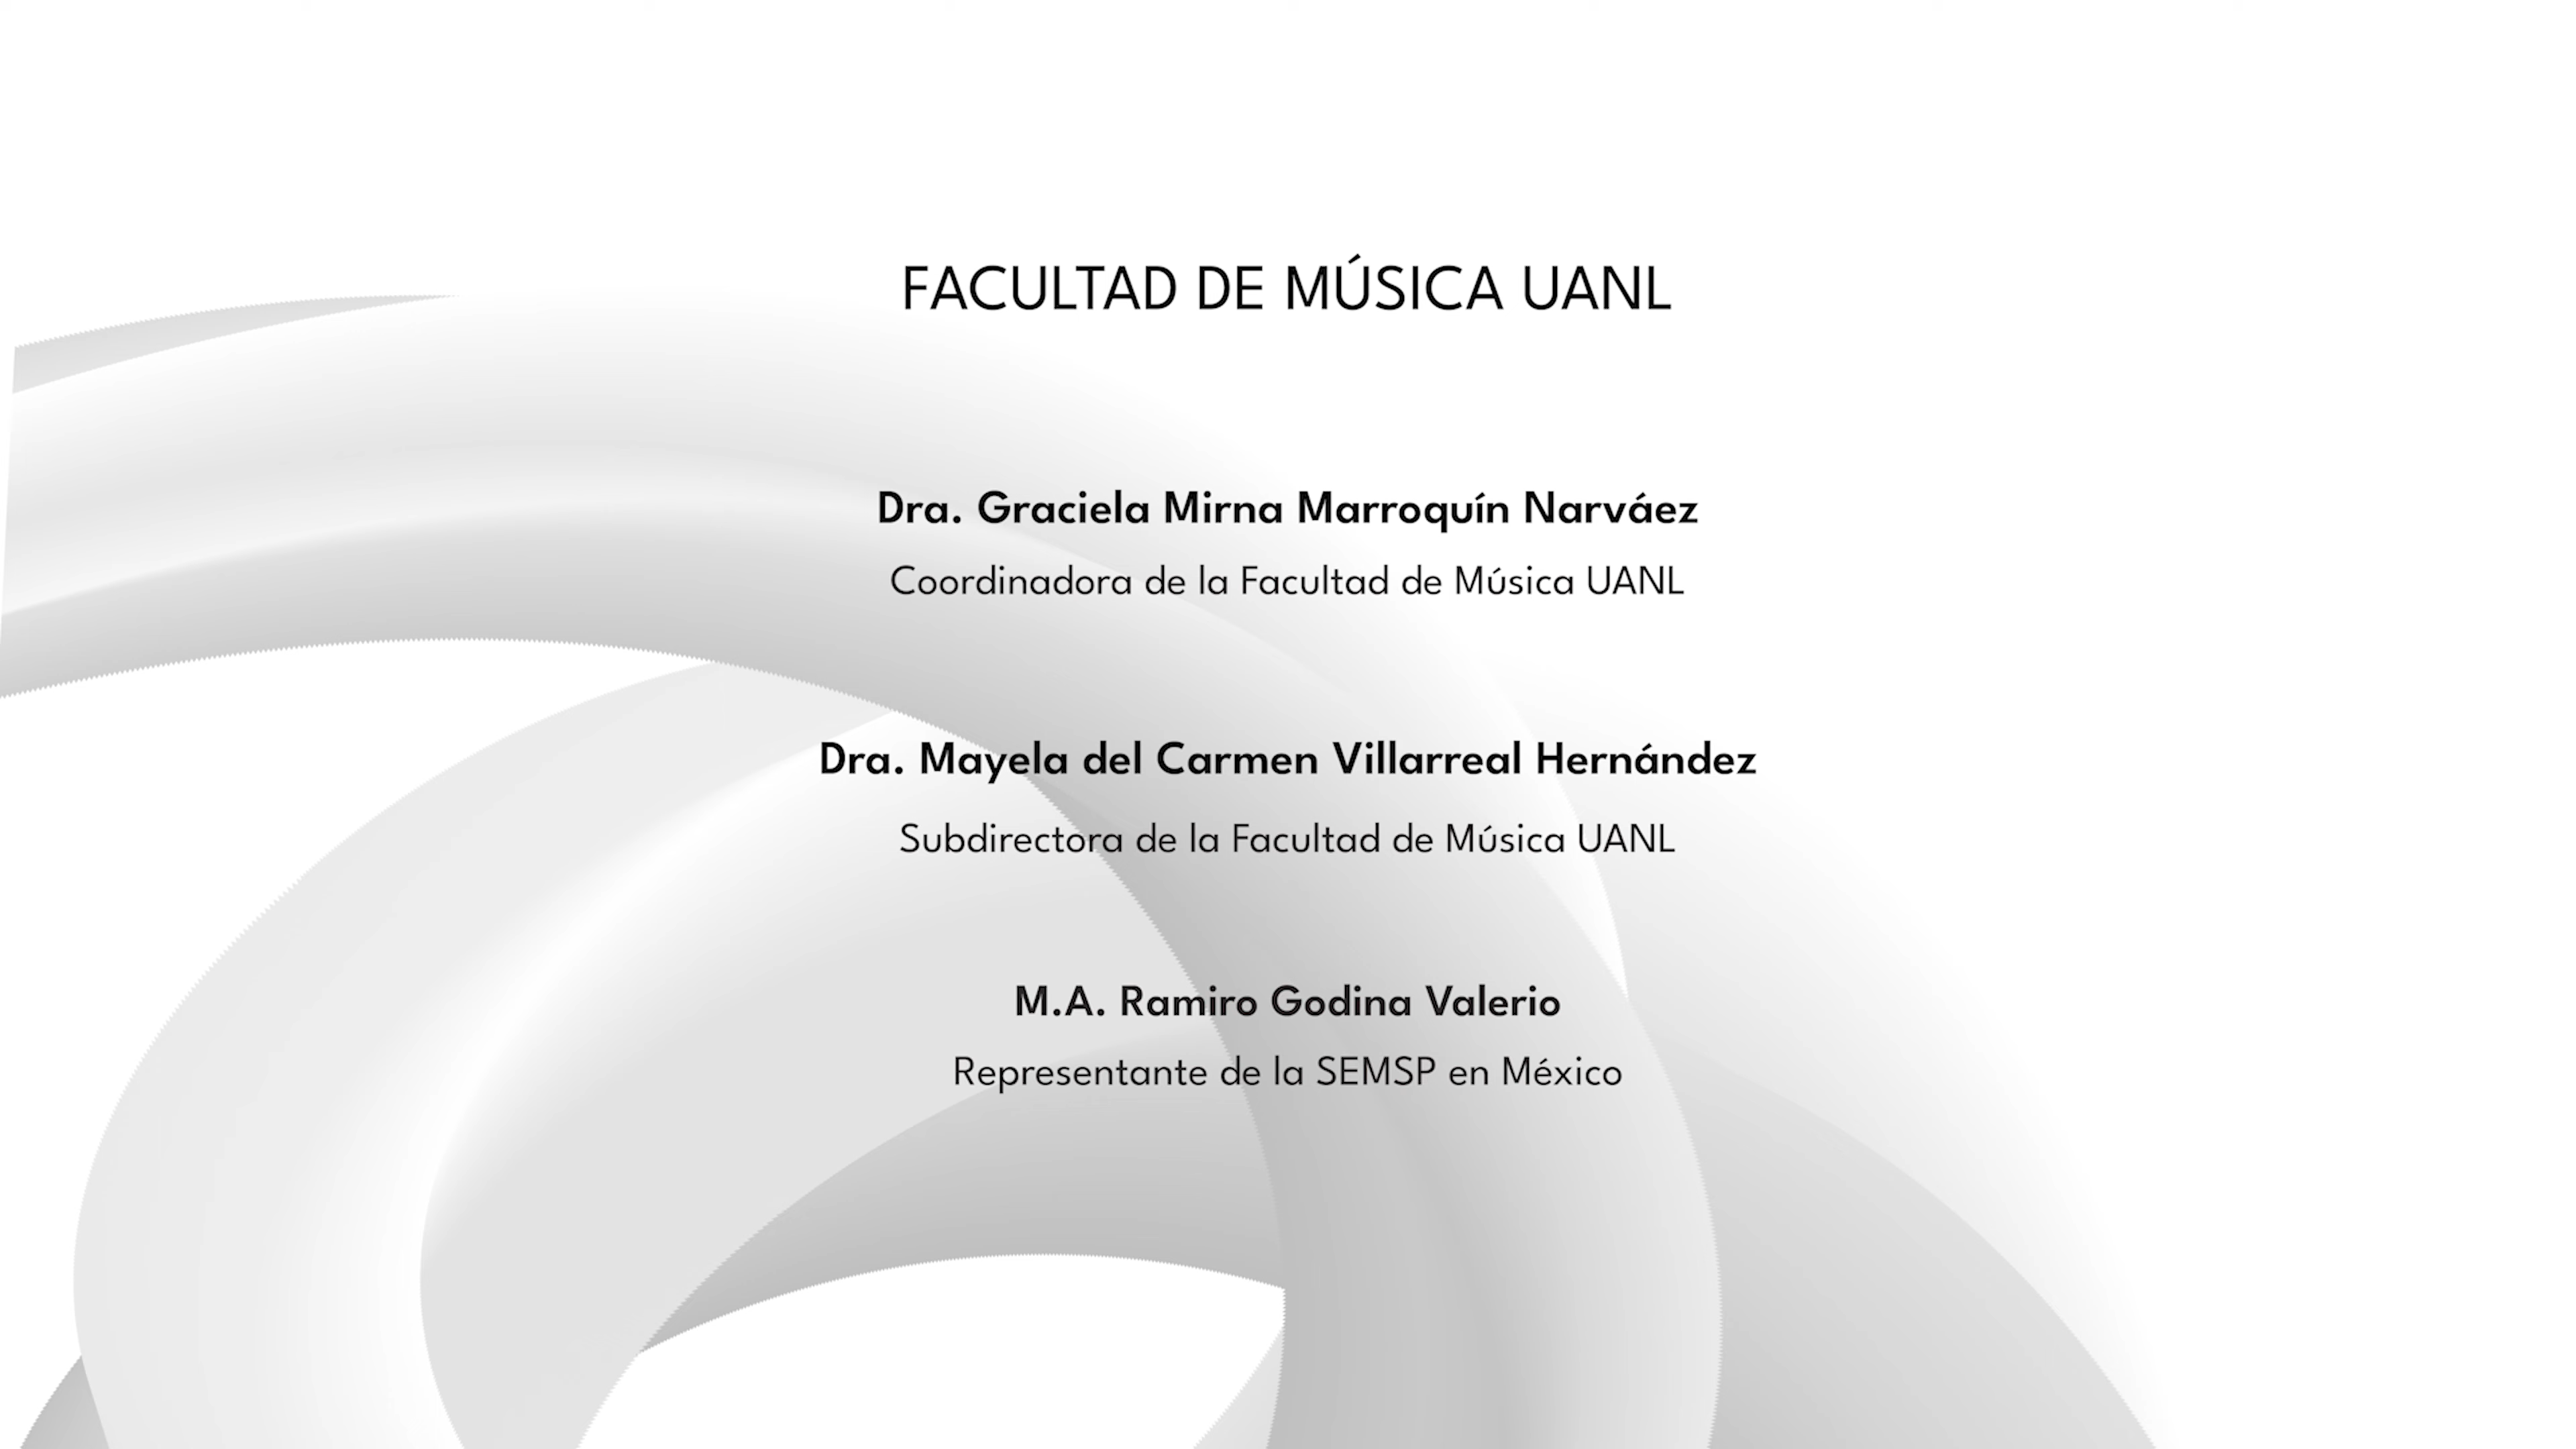 FACULTAD DE MÚSICA UANL
Dra. Graciela Mirna Marroquín Narváez
Coordinadora de la Facultad de Música UANL
Dra. Mayela del Carmen Villarreal Hernández
Subdirectora de la Facultad de Música UANL
M.A. Ramiro Godina Valerio
Representante de la SEMSP en México